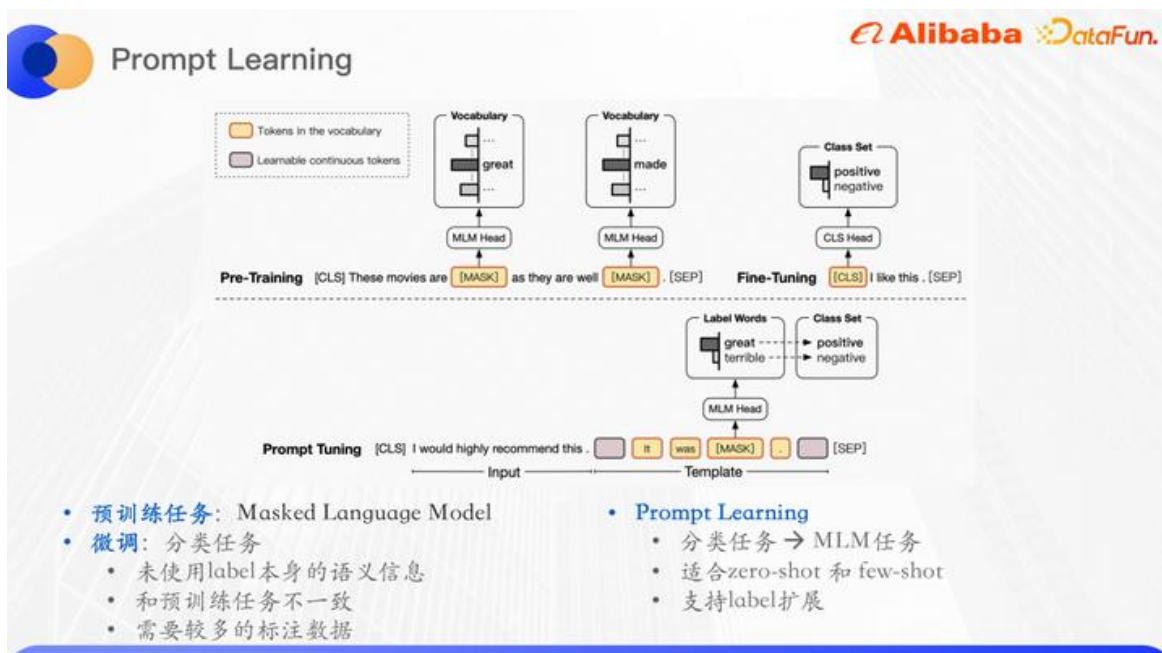 Alibaba DataFun.
Prompt Learning
Tokens in the vocabulary
Learnable continuous tokens
Vocabulary
...
great
...
MLM Head
Vocabulary
...
made
...
MLM Head
Class Set
positive
negative
CLS Head
Pre-Training [CLS] These movies are [MASK] as they are well [MASK] . [SEP]
Fine-Tuning [CLS] I like this . [SEP]
Label Words
great
terrible
Class Set
positive
negative
MLM Head
Prompt Tuning [CLS] I would highly recommend this . It was [MASK] . [SEP]
Input
Template
• 预训练任务: Masked Language Model
• 微调: 分类任务
• 未使用label本身的语义信息
• 和预训练任务不一致
• 需要较多的标注数据
• Prompt Learning
• 分类任务 → MLM任务
• 适合zero-shot 和 few-shot
• 支持label扩展